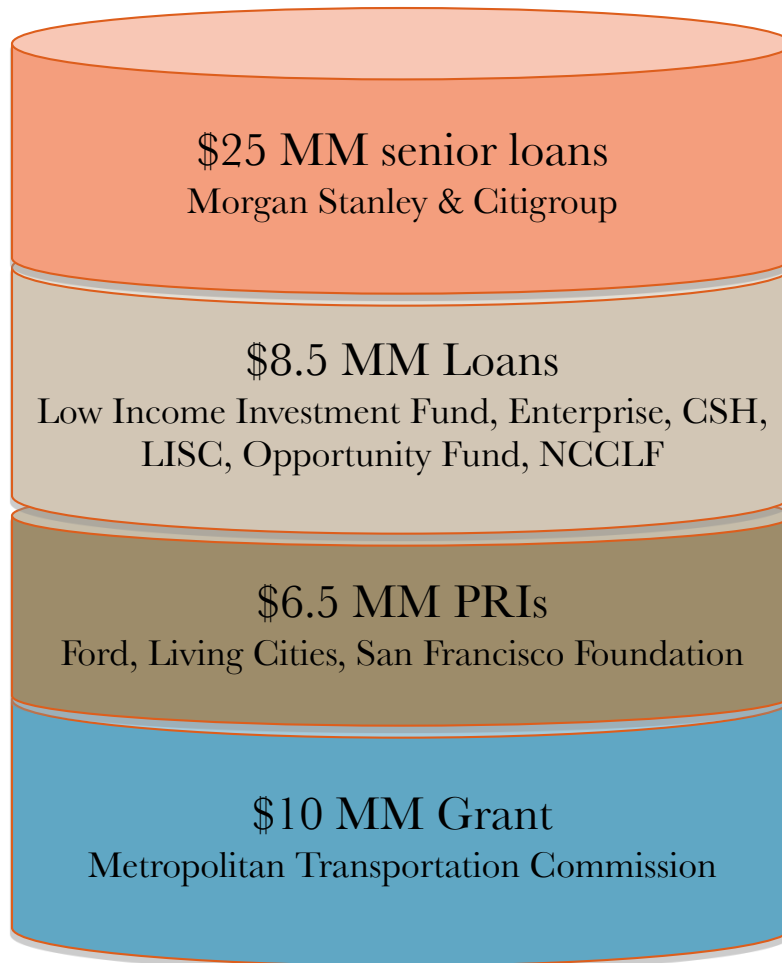 $25 MM senior loans
Morgan Stanley & Citigroup
$8.5 MM Loans
Low Income Investment Fund, Enterprise, CSH,
LISC, Opportunity Fund, NCCLF
$6.5 MM PRIs
Ford, Living Cities, San Francisco Foundation
$10 MM Grant
Metropolitan Transportation Commission